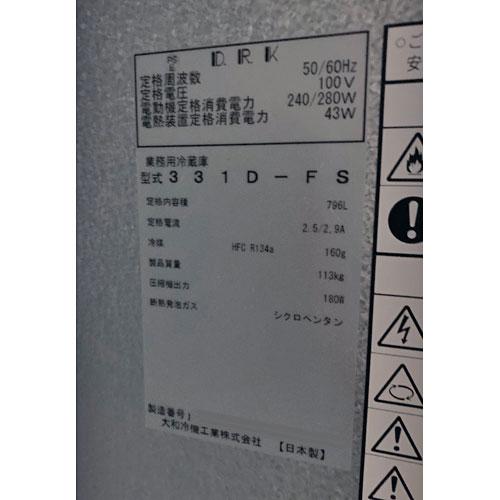 D.R.K
定格周波数 50/60Hz
定格電圧 100V
電動機定格消費電力 240/280W
電熱装置定格消費電力 43W
業務用冷蔵庫
型式 331D-FS
定格内容積 796L
定格電流 2.5/2.9A
冷媒 HFC R134a 160g
製品質量 113kg
圧縮機出力 180W
断熱発泡ガス シクロヘンタン
製造番号
大和冷機工業株式会社 【日本製】
○ご
安